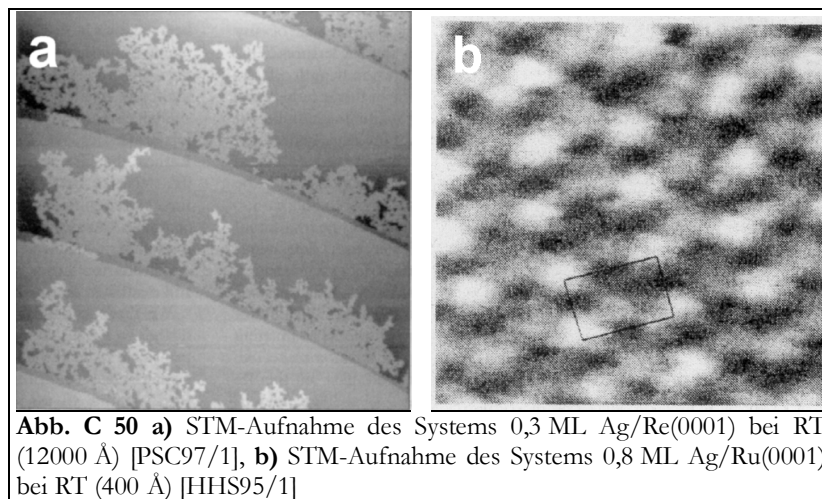 a
b
Abb. C 50 a) STM-Aufnahme des Systems 0,3 ML Ag/Re(0001) bei RT
(12000 Å) [PSC97/1], b) STM-Aufnahme des Systems 0,8 ML Ag/Ru(0001)
bei RT (400 Å) [HHS95/1]